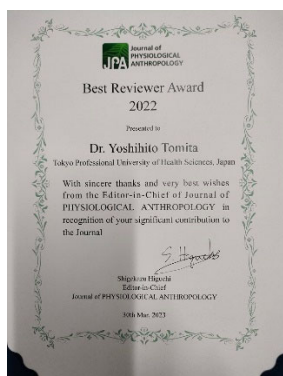 JPA
Journal of
PHYSIOLOGICAL
ANTHROPOLOGY
Best Reviewer Award
2022
Presented to
Dr. Yoshihito Tomita
Tokyo Professional University of Health Sciences, Japan
With sincere thanks and very best wishes
from the Editor-in-Chief of Journal of
PHYSIOLOGICAL ANTHROPOLOGY in
recognition of your significant contribution to
the Journal
S. Higuchi
Shigekazu Higuchi
Editor-in-Chief
Journal of PHYSIOLOGICAL ANTHROPOLOGY
30th Mar. 2023